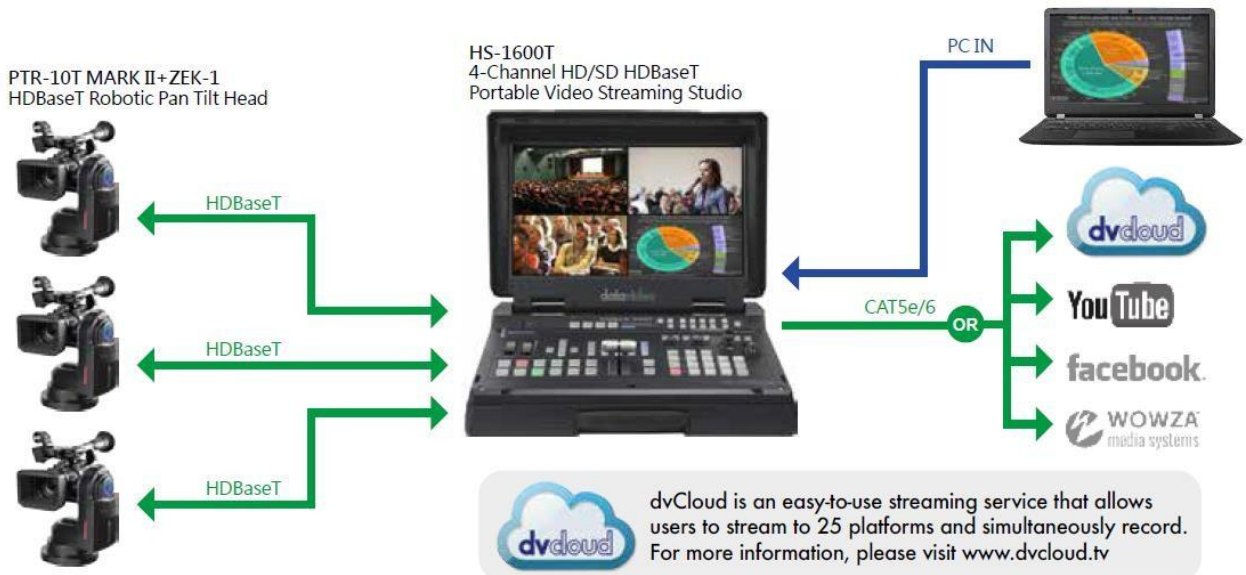 PTR-10T MARK II+ZEK-1
HDBaseT Robotic Pan Tilt Head
HDBaseT
HDBaseT
HDBaseT
HS-1600T
4-Channel HD/SD HDBaseT
Portable Video Streaming Studio
datavideo
PC IN
CAT5e/6
OR
dvcloud
YouTube
facebook.
WOWZA
media systems
dvcloud
dvCloud is an easy-to-use streaming service that allows
users to stream to 25 platforms and simultaneously record.
For more information, please visit www.dvcloud.tv